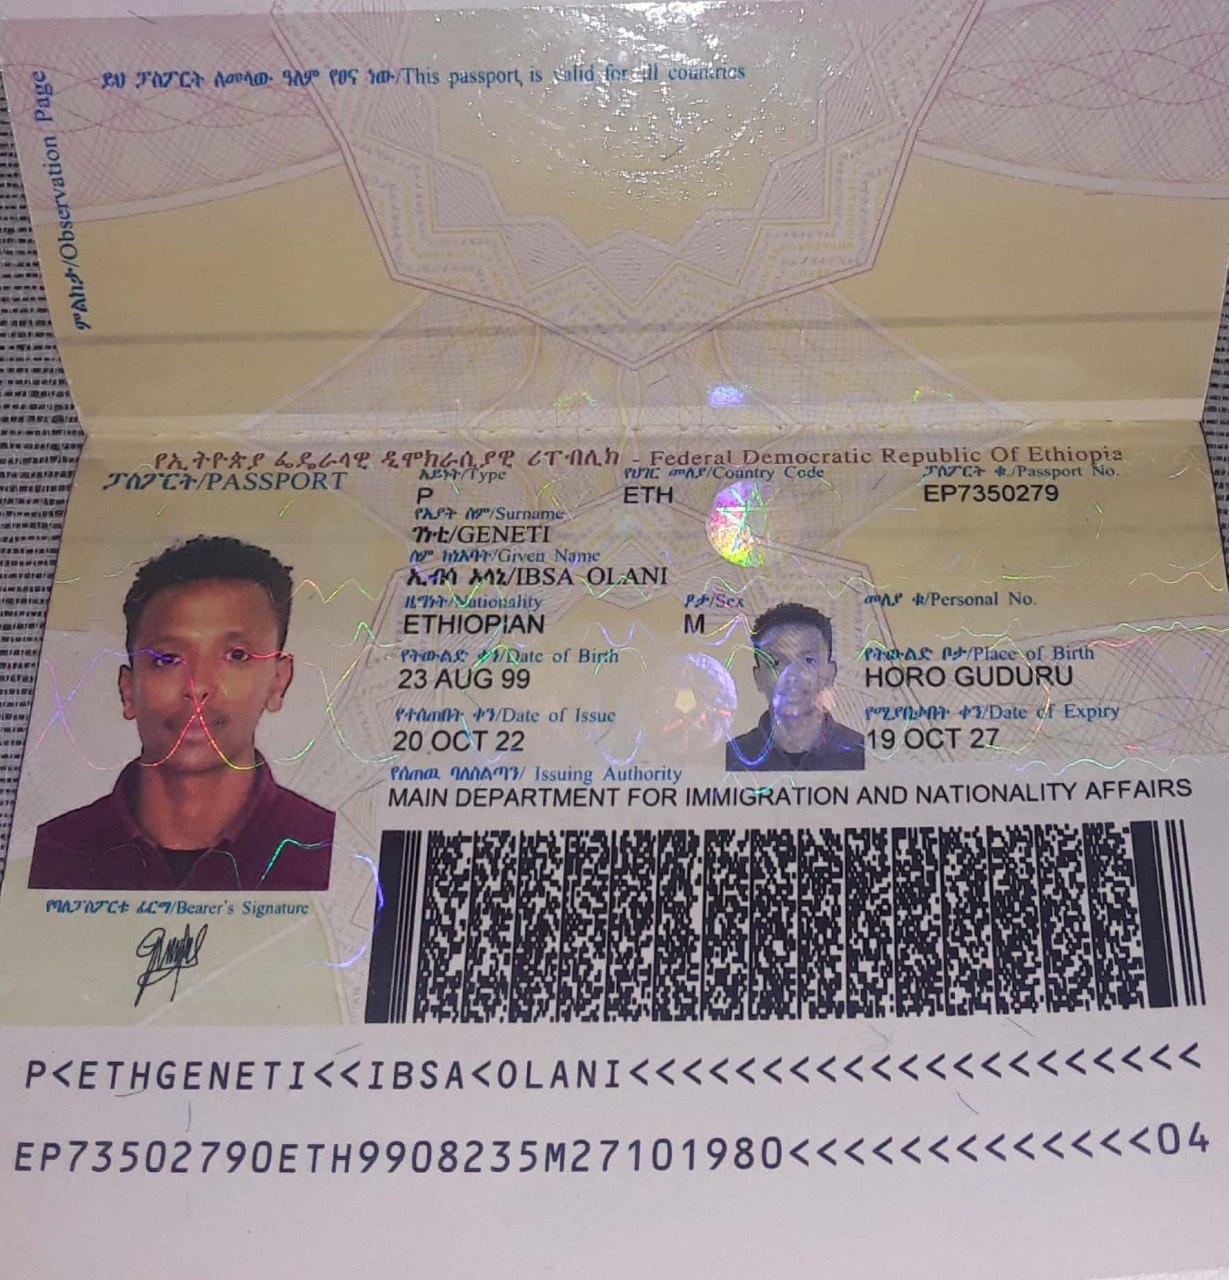 ምልከታ/Observation Page
ይህ ፓስፖርት ለመላው ዓለም የፀና ነው/This passport is valid for all countries
የኢትዮጵያ ፌዴራላዊ ዲሞክራሲያዊ ሪፐብሊክ - Federal Democratic Republic Of Ethiopia
ፓስፖርት/PASSPORT
አይነት/Type የሀገር መለያ/Country Code ፓስፖርት ቁ./Passport No.
P ETH EP7350279
የአያት ስም/Surname
ገነቲ/GENETI
ስም ከነአባት/Given Name
ኢብሳ ኦላኒ/IBSA OLANI
ዜግነት/Nationality ፆታ/Sex መለያ ቁ/Personal No.
ETHIOPIAN M
የትውልድ ቀን/Date of Birth የትውልድ ቦታ/Place of Birth
23 AUG 99 HORO GUDURU
የተሰጠበት ቀን/Date of Issue የሚያበቃበት ቀን/Date of Expiry
20 OCT 22 19 OCT 27
የሰጠዉ ባለስልጣን/ Issuing Authority
MAIN DEPARTMENT FOR IMMIGRATION AND NATIONALITY AFFAIRS
የባለፓስፖርቱ ፊርማ/Bearer's Signature
P<ETHGENETI<<IBSA<OLANI<<<<<<<<<<<<<<<<<<<<<
EP73502790ETH9908235M27101980<<<<<<<<<<<<<04